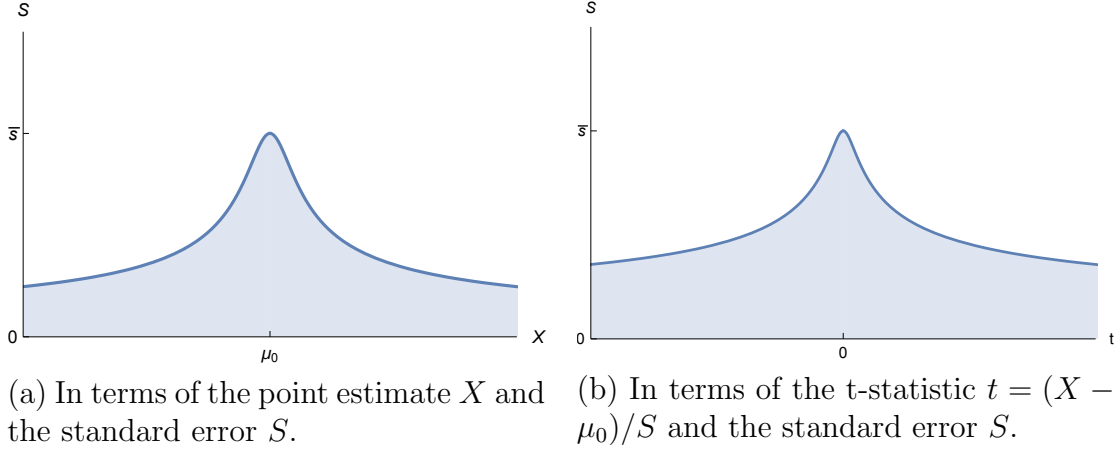 S
s̅
0
μ₀
X
(a) In terms of the point estimate X and
the standard error S.
S
s̅
0
0
t
(b) In terms of the t-statistic t = (X −
μ₀)/S and the standard error S.